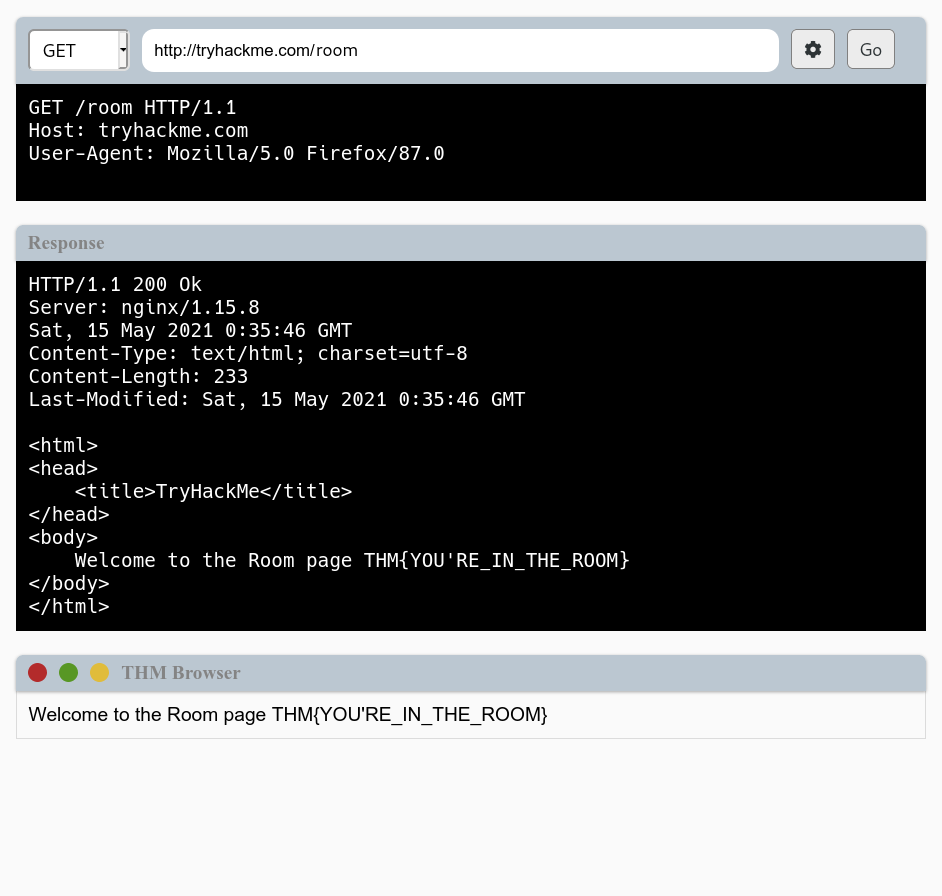 GET http://tryhackme.com/room Go
GET /room HTTP/1.1
Host: tryhackme.com
User-Agent: Mozilla/5.0 Firefox/87.0
Response
HTTP/1.1 200 Ok
Server: nginx/1.15.8
Sat, 15 May 2021 0:35:46 GMT
Content-Type: text/html; charset=utf-8
Content-Length: 233
Last-Modified: Sat, 15 May 2021 0:35:46 GMT
<html>
<head>
    <title>TryHackMe</title>
</head>
<body>
    Welcome to the Room page THM{YOU'RE_IN_THE_ROOM}
</body>
</html>
THM Browser
Welcome to the Room page THM{YOU'RE_IN_THE_ROOM}